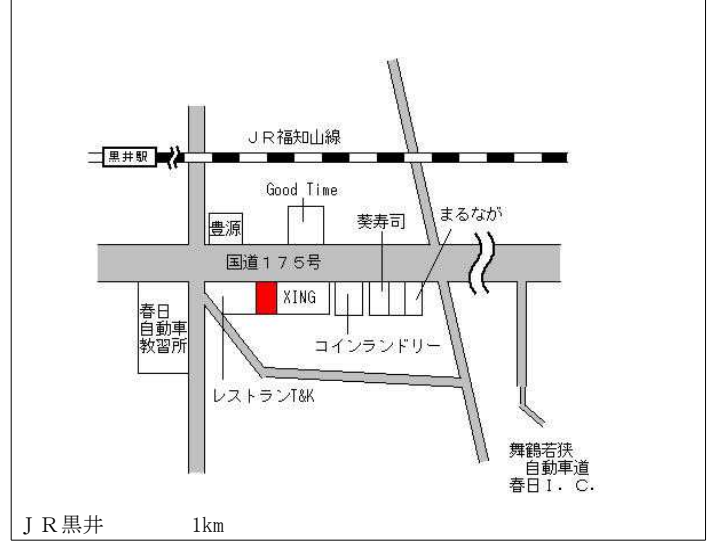 ＪＲ福知山線
黒井駅
Good Time
豊源
葵寿司
まるなが
国道１７５号
XING
春日
自動車
教習所
コインランドリー
レストランT&K
舞鶴若狭
自動車道
春日Ｉ．Ｃ．
ＪＲ黒井 1km